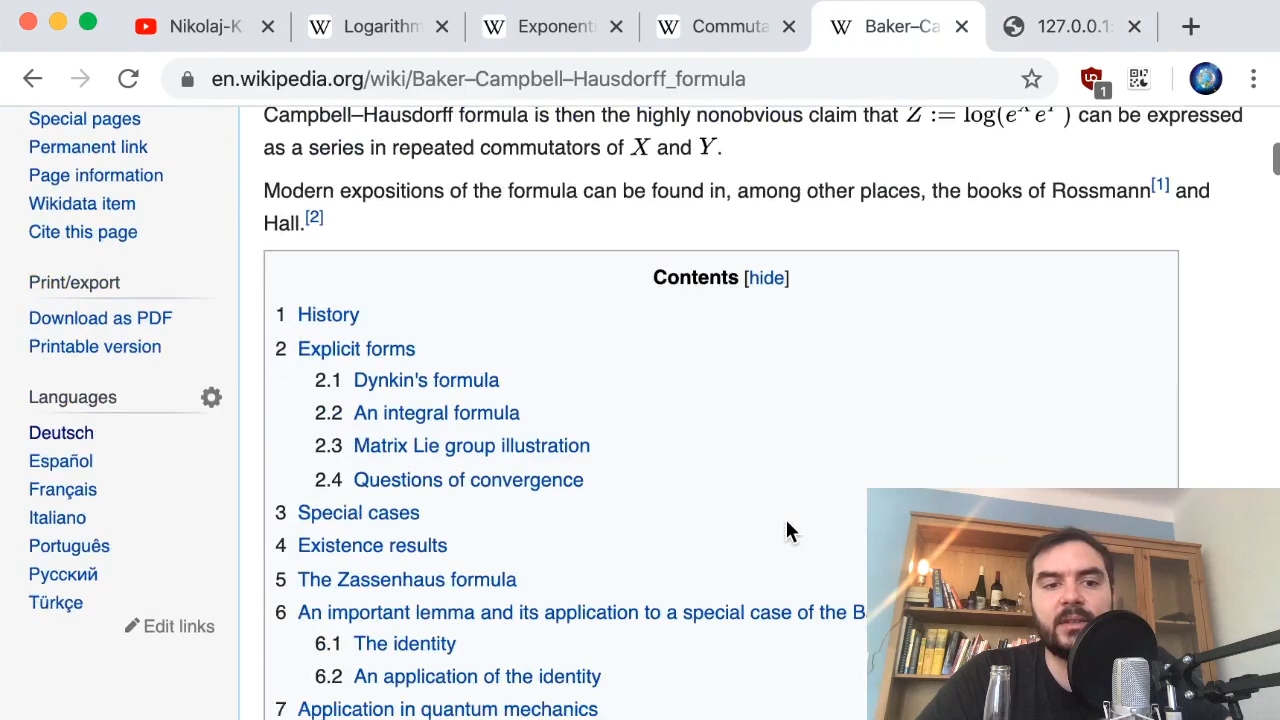 Nikolaj-K
Logarithm
Exponenti
Commuta
Baker–Ca
127.0.0.1:
en.wikipedia.org/wiki/Baker–Campbell–Hausdorff_formula
1
Special pages
Permanent link
Page information
Wikidata item
Cite this page
Print/export
Download as PDF
Printable version
Languages
Deutsch
Español
Français
Italiano
Português
Русский
Türkçe
Edit links
Campbell–Hausdorff formula is then the highly nonobvious claim that Z := log(e^X e^Y) can be expressed
as a series in repeated commutators of X and Y.
Modern expositions of the formula can be found in, among other places, the books of Rossmann[1] and
Hall.[2]
Contents [hide]
1 History
2 Explicit forms
2.1 Dynkin's formula
2.2 An integral formula
2.3 Matrix Lie group illustration
2.4 Questions of convergence
3 Special cases
4 Existence results
5 The Zassenhaus formula
6 An important lemma and its application to a special case of the B
6.1 The identity
6.2 An application of the identity
7 Application in quantum mechanics